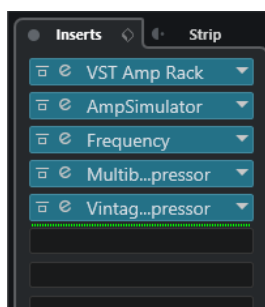 Inserts Strip
VST Amp Rack
AmpSimulator
Frequency
Multib...pressor
Vintag...pressor